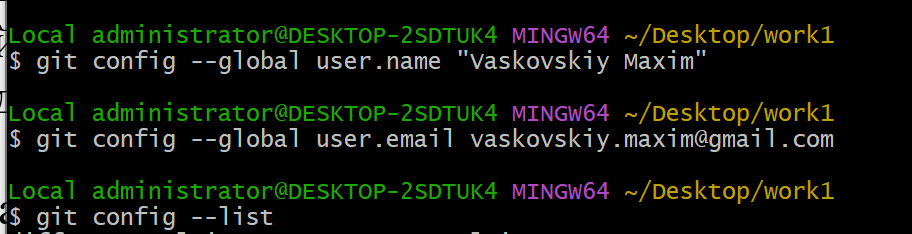 Local administrator@DESKTOP-2SDTUK4 MINGW64 ~/Desktop/work1
$ git config --global user.name "Vaskovskiy Maxim"
Local administrator@DESKTOP-2SDTUK4 MINGW64 ~/Desktop/work1
$ git config --global user.email vaskovskiy.maxim@gmail.com
Local administrator@DESKTOP-2SDTUK4 MINGW64 ~/Desktop/work1
$ git config --list